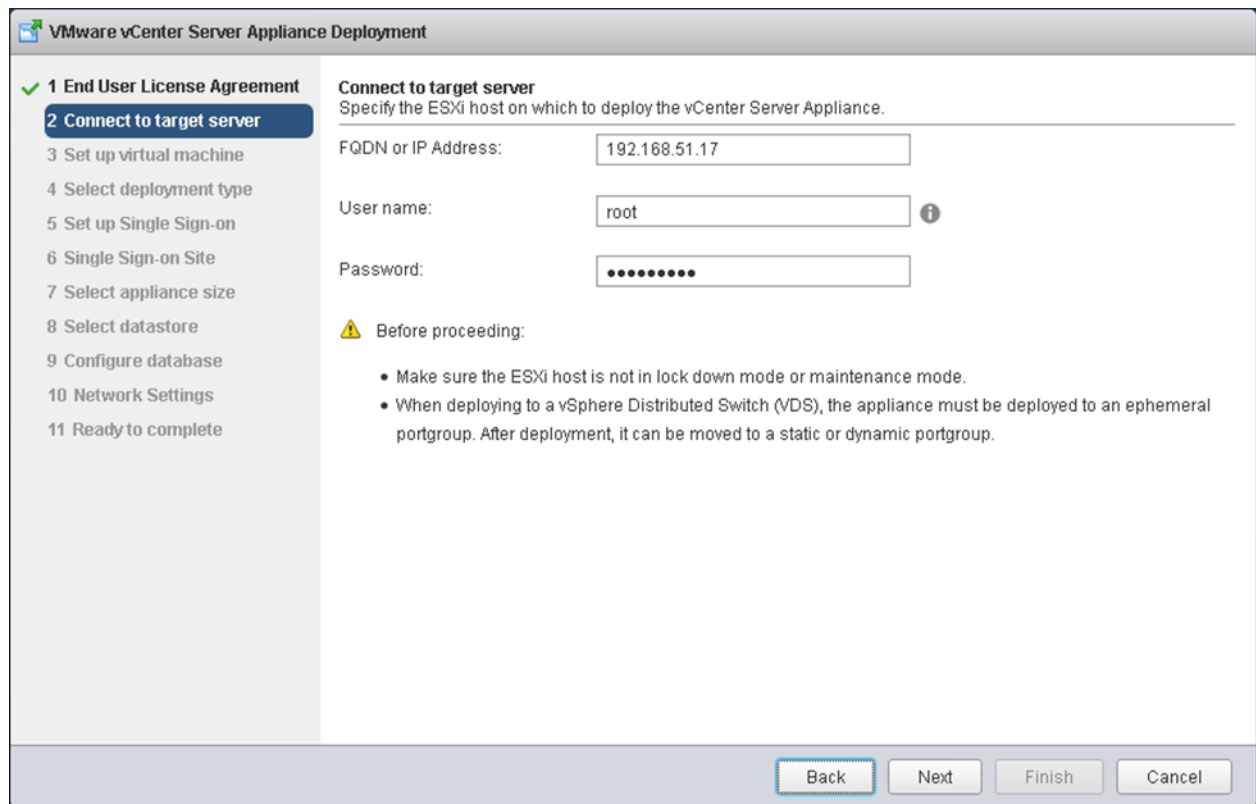 VMware vCenter Server Appliance Deployment
1 End User License Agreement
2 Connect to target server
3 Set up virtual machine
4 Select deployment type
5 Set up Single Sign-on
6 Single Sign-on Site
7 Select appliance size
8 Select datastore
9 Configure database
10 Network Settings
11 Ready to complete
Connect to target server
Specify the ESXi host on which to deploy the vCenter Server Appliance.
FQDN or IP Address: 192.168.51.17
User name: root
Password: •••••••••
Before proceeding:
• Make sure the ESXi host is not in lock down mode or maintenance mode.
• When deploying to a vSphere Distributed Switch (VDS), the appliance must be deployed to an ephemeral
portgroup. After deployment, it can be moved to a static or dynamic portgroup.
Back Next Finish Cancel